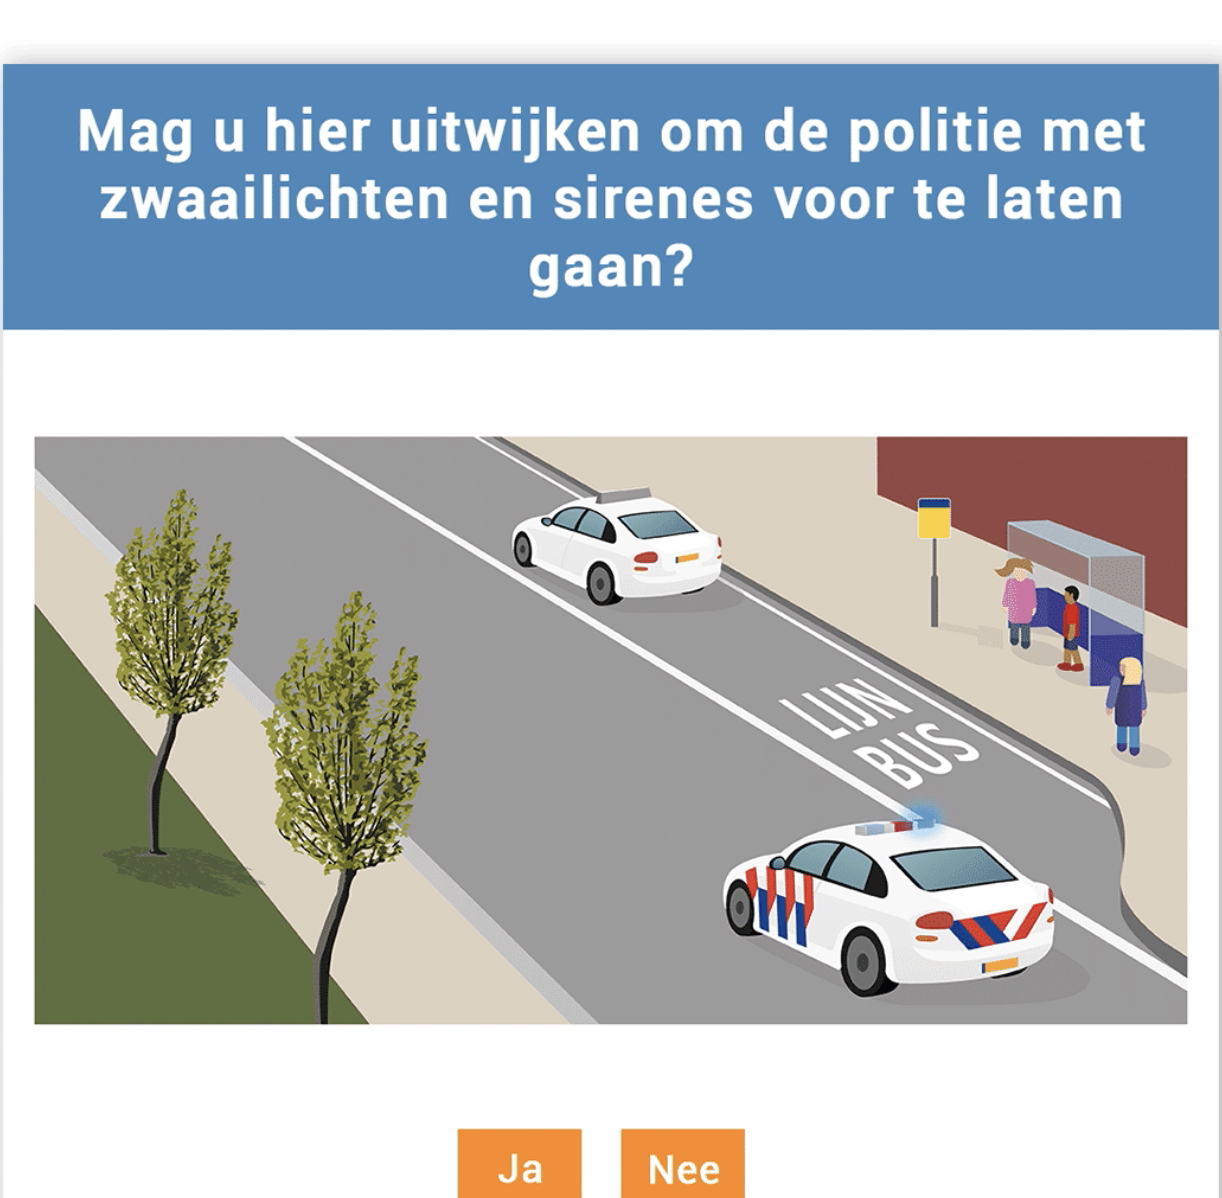 Mag u hier uitwijken om de politie met
zwaailichten en sirenes voor te laten
gaan?
LIJN
BUS
Ja
Nee